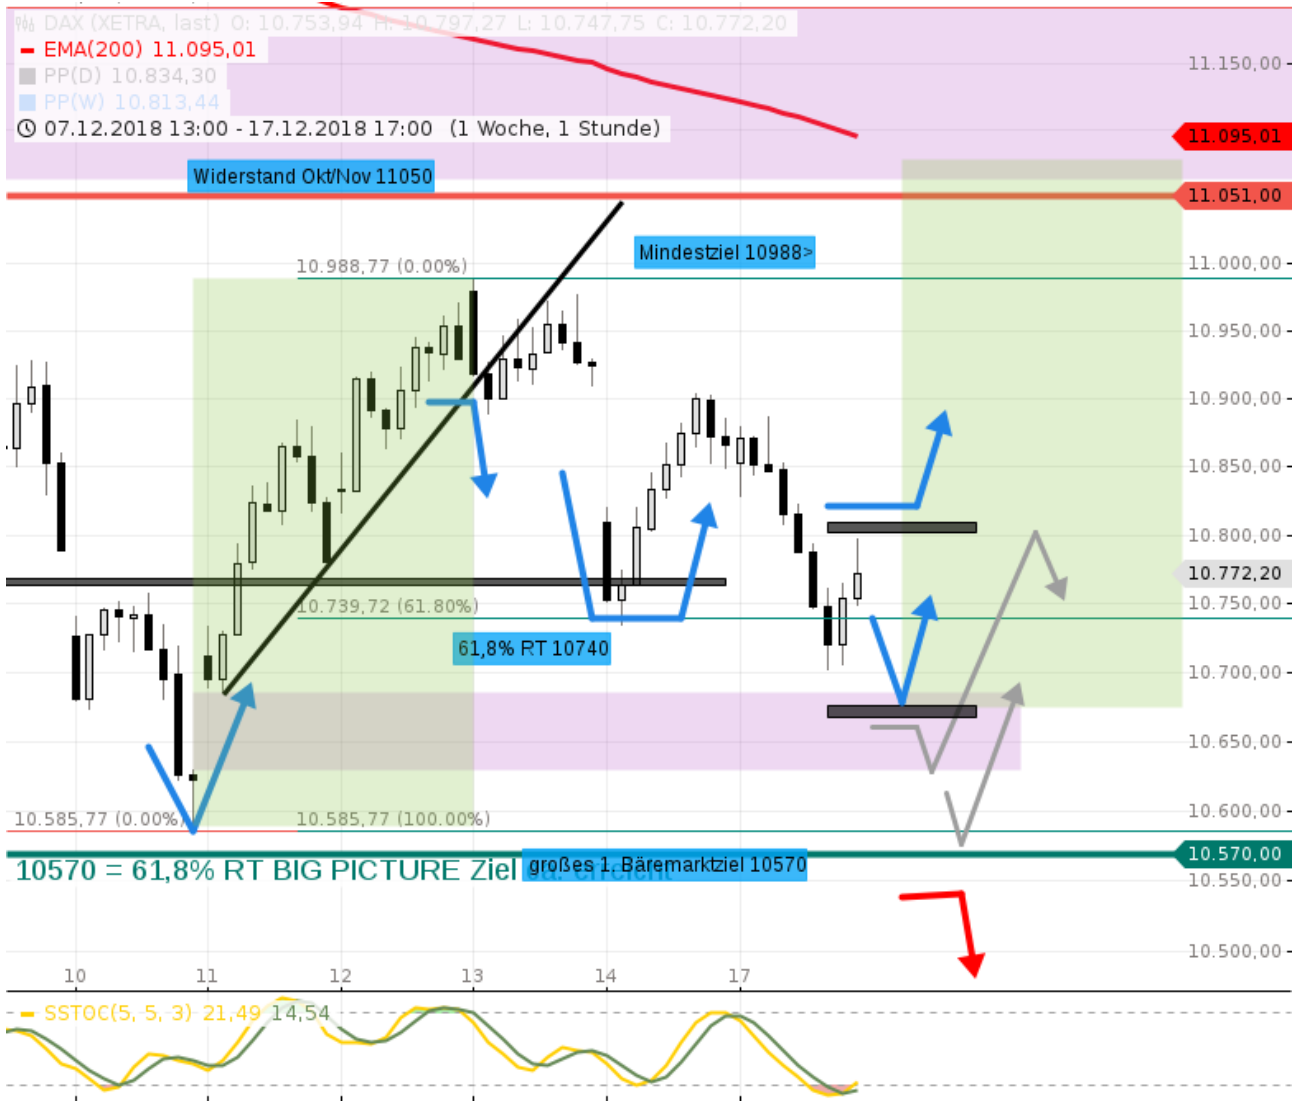 DAX (XETRA, last) O: 10.753,94 H: 10.797,27 L: 10.747,75 C: 10.772,20
EMA(200) 11.095,01
PP(D) 10.834,30
PP(W) 10.813,44
07.12.2018 13:00 - 17.12.2018 17:00 (1 Woche, 1 Stunde)
11.150,00
11.095,01
Widerstand Okt/Nov 11050
11.051,00
Mindestziel 10988>
10.988,77 (0.00%)
11.000,00
10.950,00
10.900,00
10.850,00
10.800,00
10.772,20
10.750,00
10.739,72 (61.80%)
61,8% RT 10740
10.700,00
10.650,00
10.600,00
10.585,77 (0.00%)
10.585,77 (100.00%)
10.570,00
10570 = 61,8% RT BIG PICTURE Ziel ca. erreicht
großes 1. Bäremarktziel 10570
10.550,00
10.500,00
10 11 12 13 14 17
SSTOC(5, 5, 3) 21,49 14,54